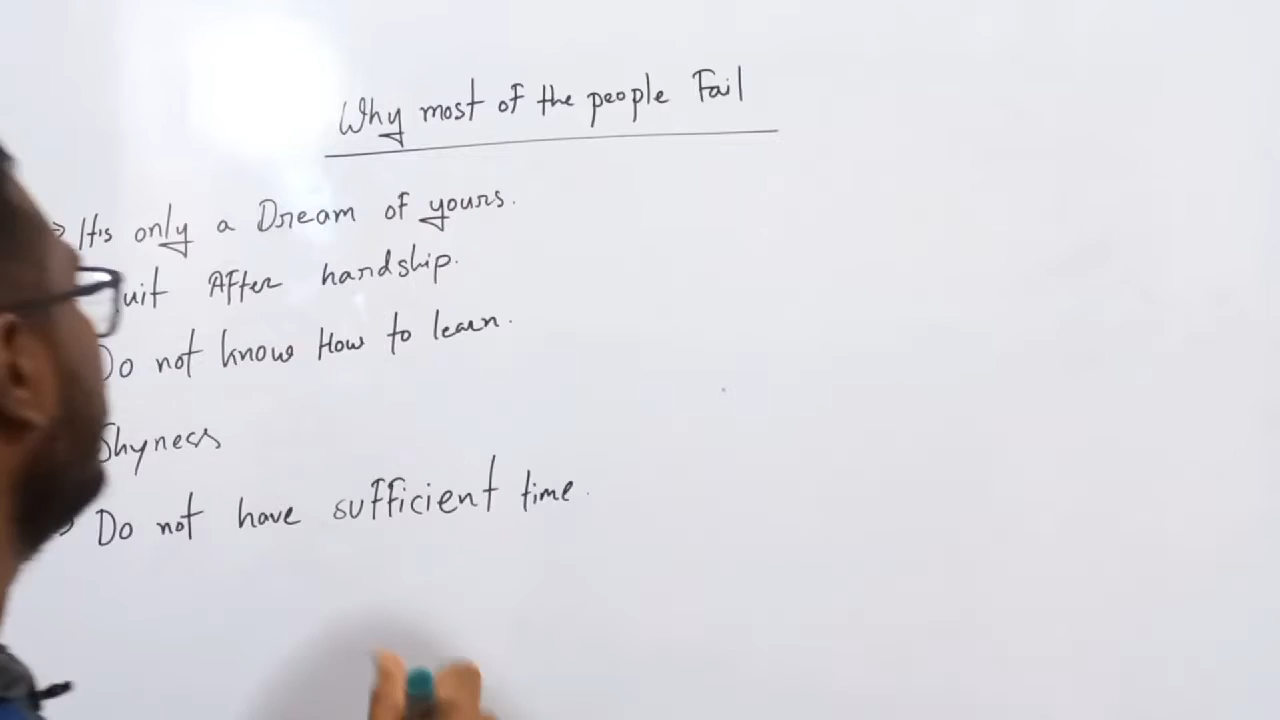 Why most of the people Fail
→ It's only a Dream of yours.
Quit After hardship.
Do not know How to learn.
Shyness
→ Do not have sufficient time.